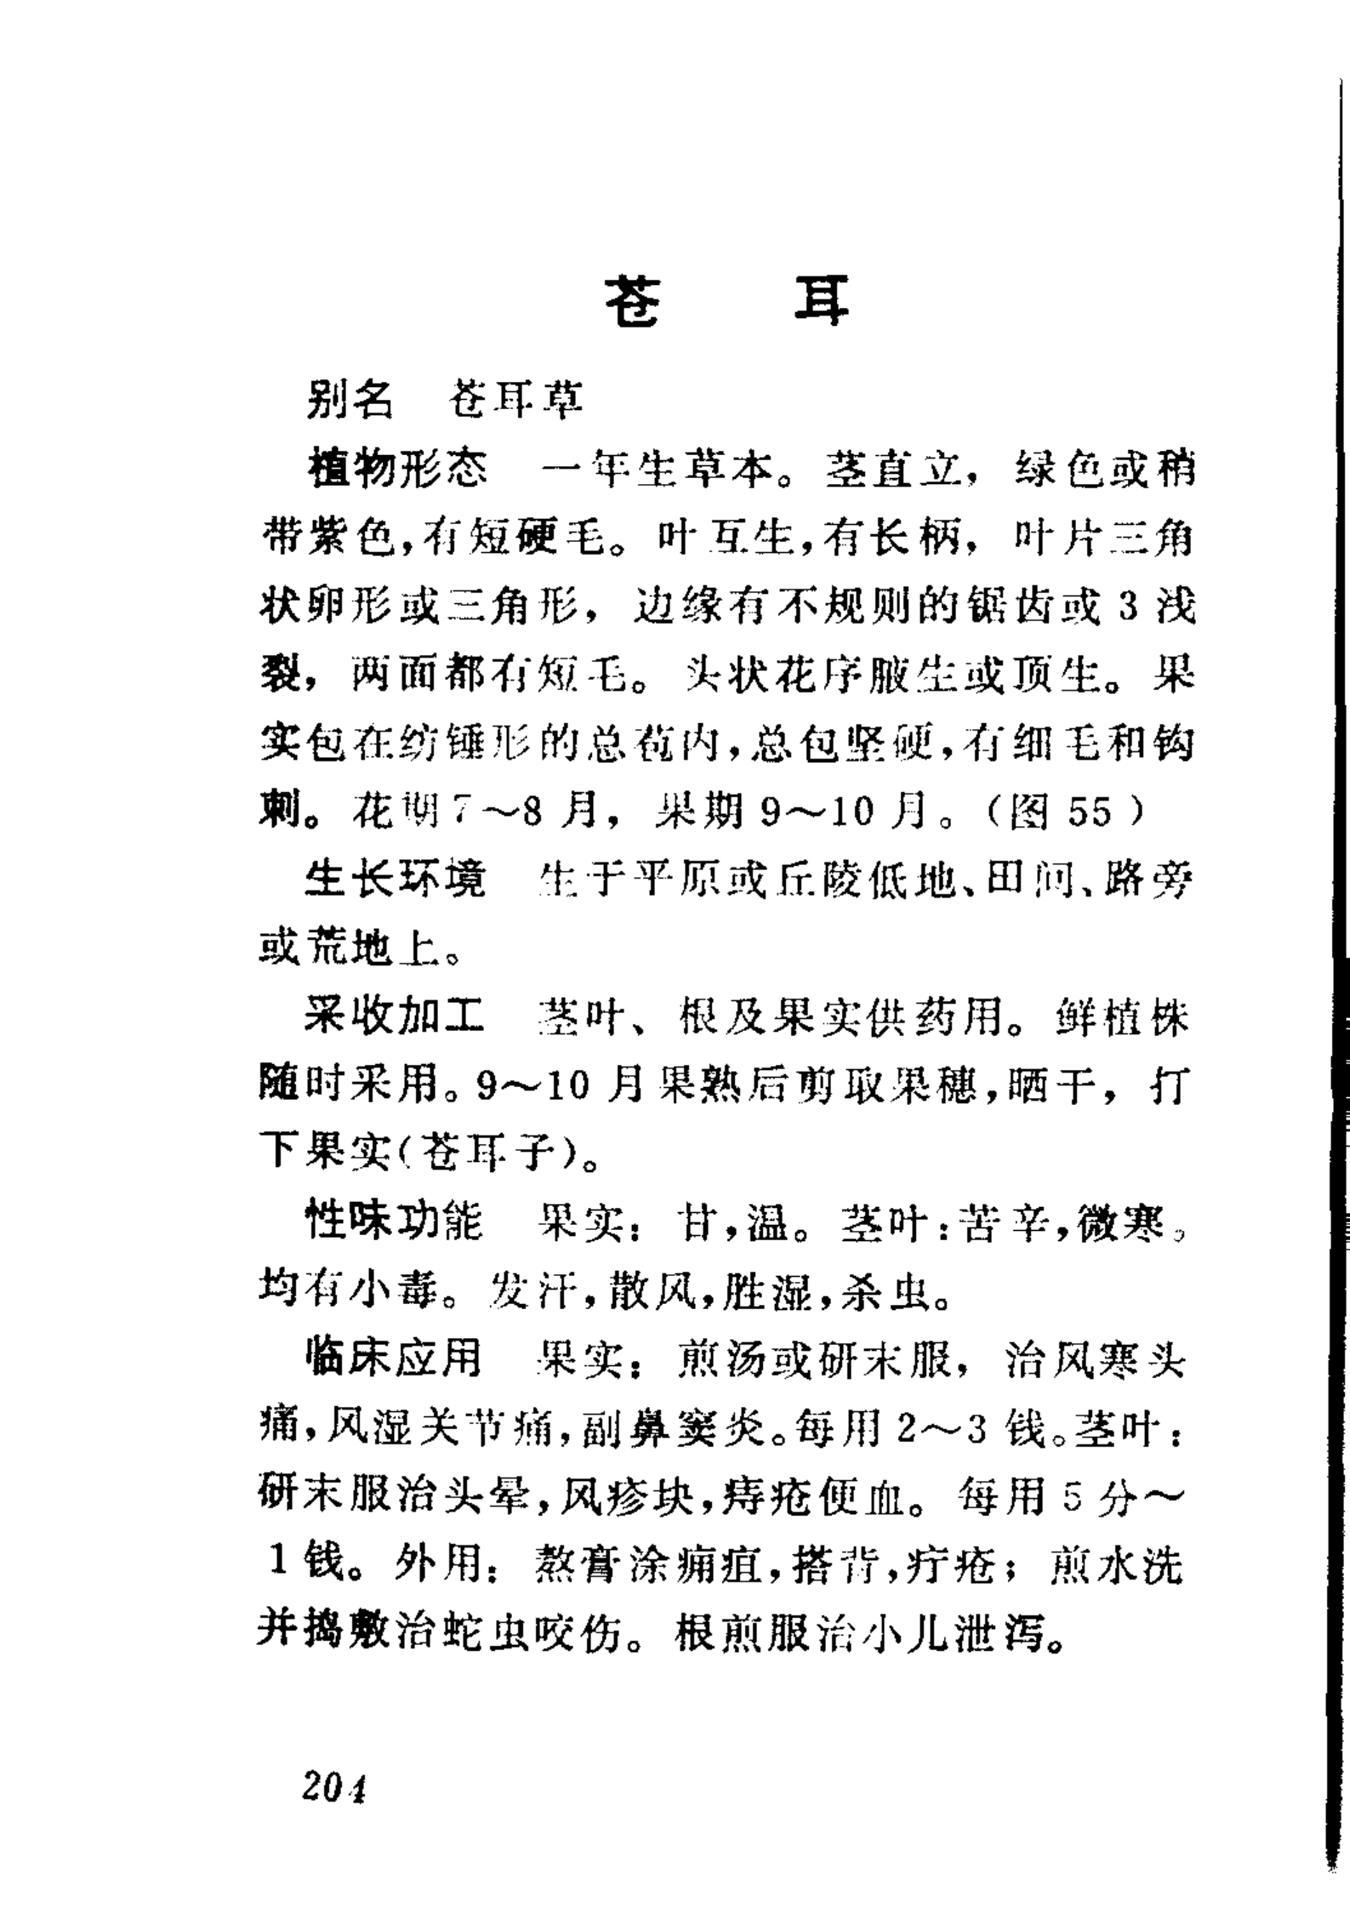 苍 耳
别名 苍耳草
植物形态 一年生草本。茎直立，绿色或稍
带紫色，有短硬毛。叶互生，有长柄，叶片三角
状卵形或三角形，边缘有不规则的锯齿或3浅
裂，两面都有短毛。头状花序腋生或顶生。果
实包在纺锤形的总苞内，总包坚硬，有细毛和钩
刺。花期7～8月，果期9～10月。（图55）
生长环境 生于平原或丘陵低地、田间、路旁
或荒地上。
采收加工 茎叶、根及果实供药用。鲜植株
随时采用。9～10月果熟后剪取果穗，晒干，打
下果实（苍耳子）。
性味功能 果实：甘，温。茎叶：苦辛，微寒。
均有小毒。发汗，散风，胜湿，杀虫。
临床应用 果实：煎汤或研末服，治风寒头
痛，风湿关节痛，副鼻窦炎。每用2～3钱。茎叶：
研末服治头晕，风疹块，痔疮便血。每用5分～
1钱。外用：熬膏涂痈疽，搭背，疔疮；煎水洗
并捣敷治蛇虫咬伤。根煎服治小儿泄泻。
204